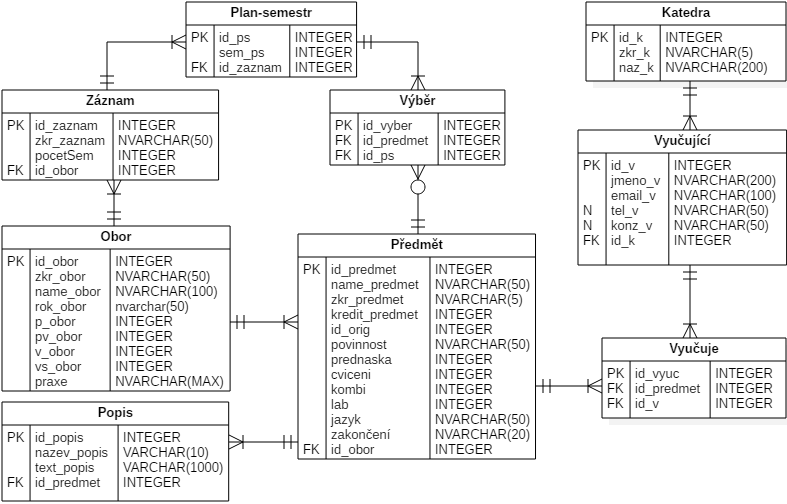 Plan-semestr
PK id_ps INTEGER
sem_ps INTEGER
FK id_zaznam INTEGER
Katedra
PK id_k INTEGER
zkr_k NVARCHAR(5)
naz_k NVARCHAR(200)
Záznam
PK id_zaznam INTEGER
zkr_zaznam NVARCHAR(50)
pocetSem INTEGER
FK id_obor INTEGER
Výběr
PK id_vyber INTEGER
FK id_predmet INTEGER
FK id_ps INTEGER
Vyučující
PK id_v INTEGER
jmeno_v NVARCHAR(200)
email_v NVARCHAR(100)
N tel_v NVARCHAR(50)
N konz_v NVARCHAR(50)
FK id_k INTEGER
Obor
PK id_obor INTEGER
zkr_obor NVARCHAR(50)
name_obor NVARCHAR(100)
rok_obor nvarchar(50)
p_obor INTEGER
pv_obor INTEGER
v_obor INTEGER
vs_obor INTEGER
praxe NVARCHAR(MAX)
Předmět
PK id_predmet INTEGER
name_predmet NVARCHAR(50)
zkr_predmet NVARCHAR(5)
kredit_predmet INTEGER
id_orig INTEGER
povinnost NVARCHAR(50)
prednaska INTEGER
cviceni INTEGER
kombi INTEGER
lab INTEGER
jazyk NVARCHAR(50)
zakončení NVARCHAR(20)
FK id_obor INTEGER
Vyučuje
PK id_vyuc INTEGER
FK id_predmet INTEGER
FK id_v INTEGER
Popis
PK id_popis INTEGER
nazev_popis VARCHAR(10)
text_popis VARCHAR(1000)
FK id_predmet INTEGER